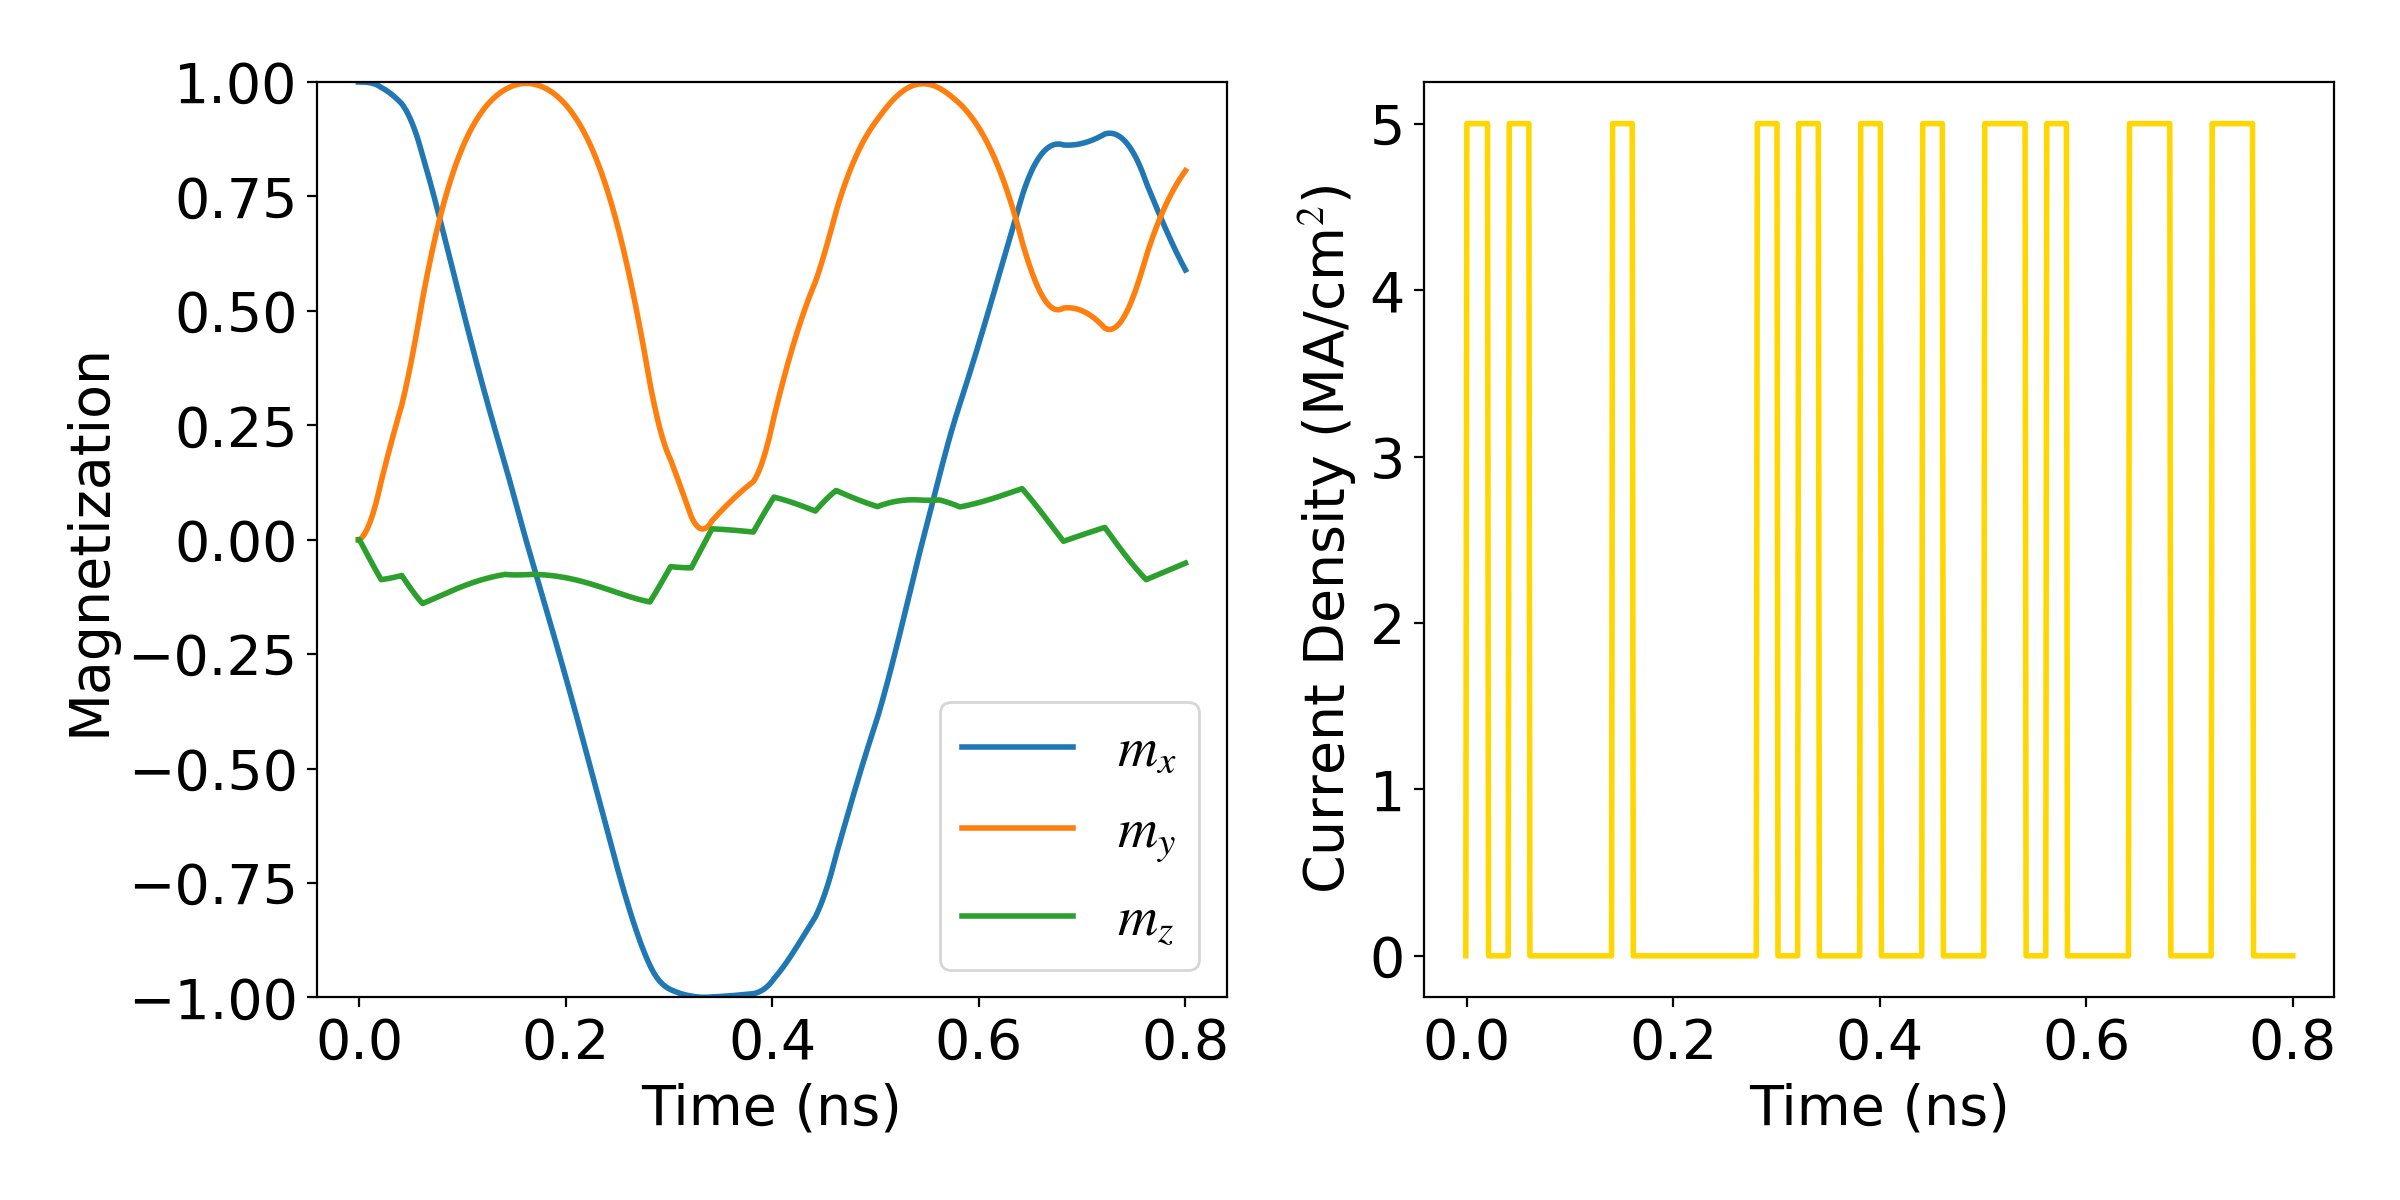 Magnetization
1.00
0.75
0.50
0.25
0.00
−0.25
−0.50
−0.75
−1.00
0.0 0.2 0.4 0.6 0.8
Time (ns)
m_x
m_y
m_z
Current Density (MA/cm²)
5
4
3
2
1
0
0.0 0.2 0.4 0.6 0.8
Time (ns)